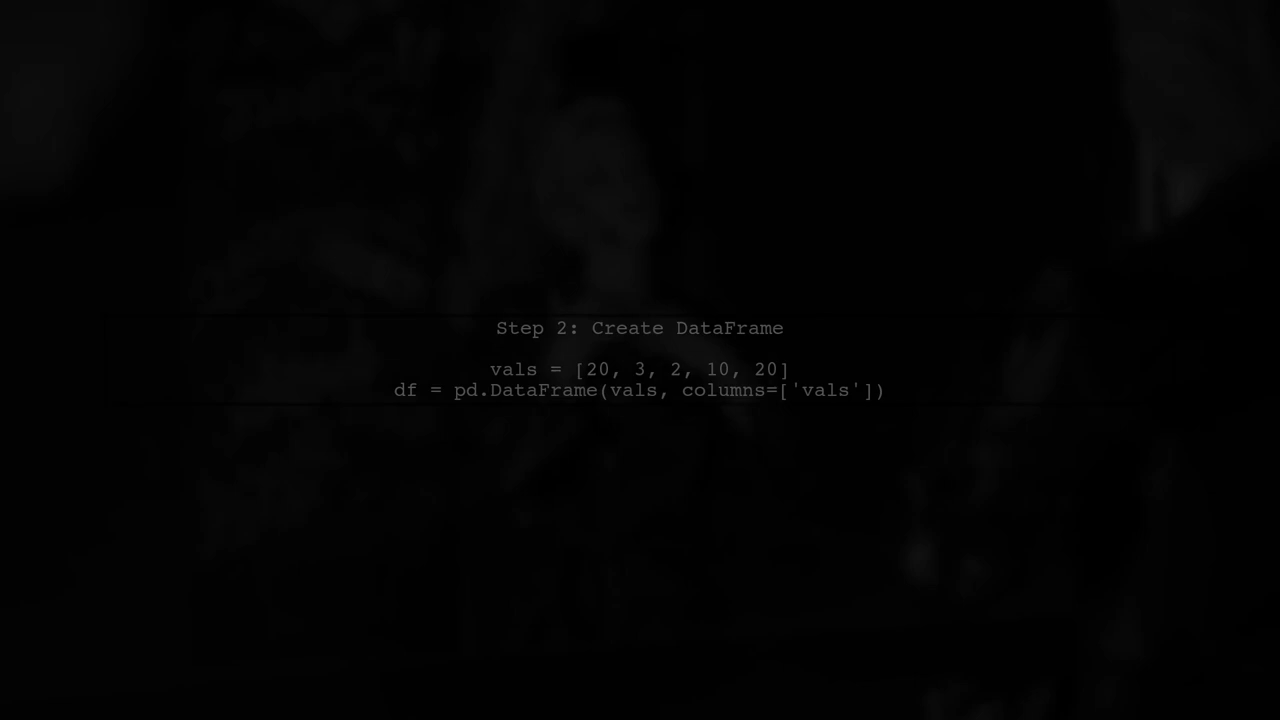 Step 2: Create DataFrame
vals = [20, 3, 2, 10, 20]
df = pd.DataFrame(vals, columns=['vals'])